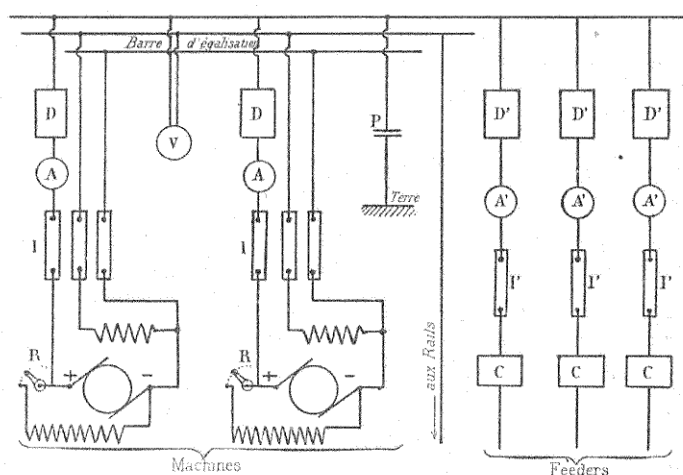 Barre d'égalisation
D
V
D
P
D'
D'
D'
A
A
Terre
A'
A'
A'
I
I
I'
I'
I'
R
+
-
R
+
-
aux Rails
C
C
C
Machines
Feeders